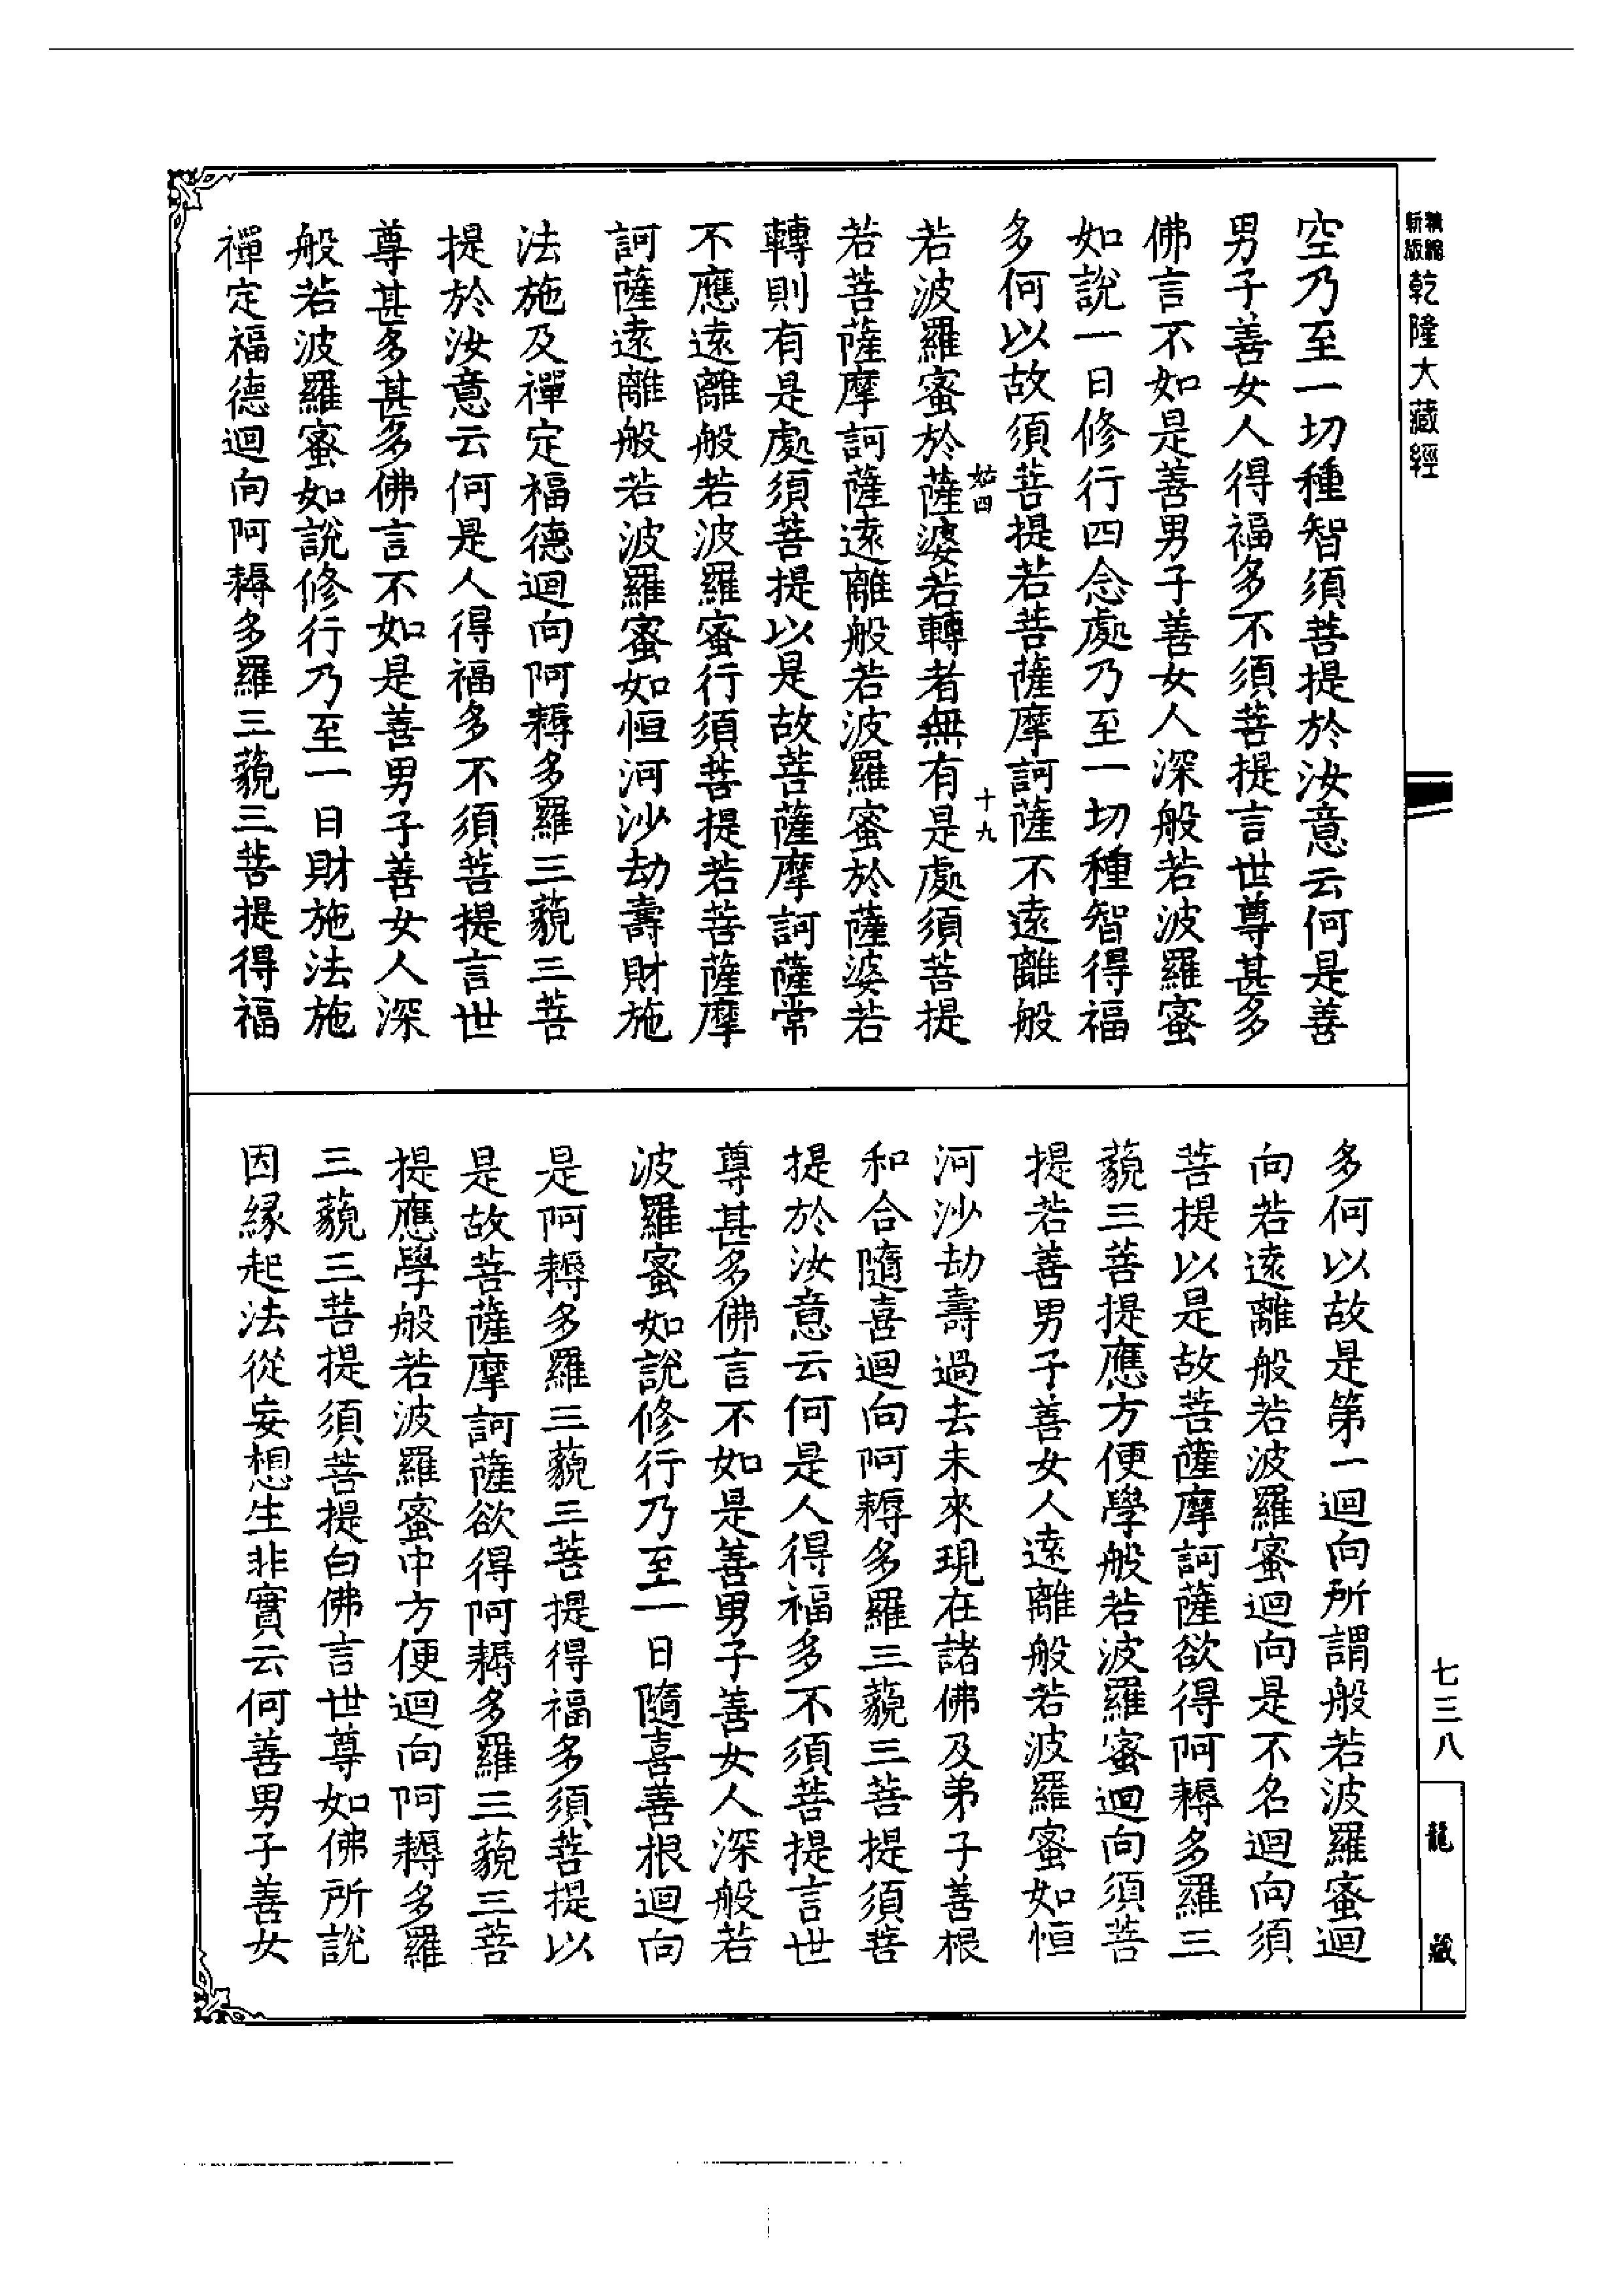 精縮新版乾隆大藏經
七三八
龍藏
空乃至一切種智須菩提於汝意云何是善
男子善女人得福多不須菩提言世尊甚多
佛言不如是善男子善女人深般若波羅蜜
如說一日修行四念處乃至一切種智得福
多何以故須菩提若菩薩摩訶薩不遠離般
若波羅蜜於薩婆若轉者無有是處須菩提
若菩薩摩訶薩遠離般若波羅蜜於薩婆若
轉則有是處須菩提以是故菩薩摩訶薩常
不應遠離般若波羅蜜行須菩提若菩薩摩
訶薩遠離般若波羅蜜如恒河沙劫壽財施
法施及禪定福德迴向阿耨多羅三藐三菩
提於汝意云何是人得福多不須菩提言世
尊甚多甚多佛言不如是善男子善女人深
般若波羅蜜如說修行乃至一日財施法施
禪定福德迴向阿耨多羅三藐三菩提得福
十九
多何以故是第一迴向所謂般若波羅蜜迴
向若遠離般若波羅蜜迴向是不名迴向須
菩提以是故菩薩摩訶薩欲得阿耨多羅三
藐三菩提應方便學般若波羅蜜迴向須菩
提若善男子善女人遠離般若波羅蜜如恒
河沙劫壽過去未來現在諸佛及弟子善根
和合隨喜迴向阿耨多羅三藐三菩提須菩
提於汝意云何是人得福多不須菩提言世
尊甚多佛言不如是善男子善女人深般若
波羅蜜如說修行乃至一日隨喜善根迴向
是阿耨多羅三藐三菩提得福多須菩提以
是故菩薩摩訶薩欲得阿耨多羅三藐三菩
提應學般若波羅蜜中方便迴向阿耨多羅
三藐三菩提須菩提白佛言世尊如佛所說
因緣起法從妄想生非實云何善男子善女